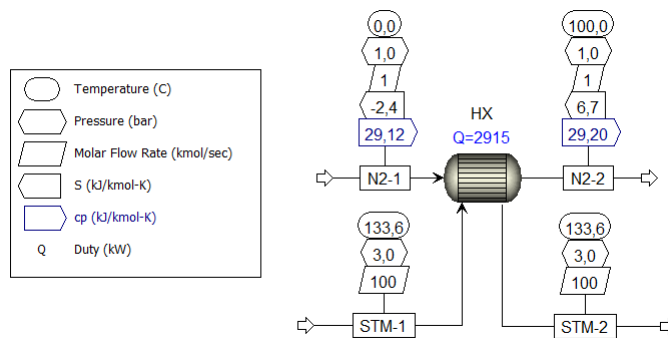 Temperature (C)
Pressure (bar)
Molar Flow Rate (kmol/sec)
S (kJ/kmol-K)
cp (kJ/kmol-K)
Q Duty (kW)
0,0
1,0
1
-2,4
29,12
N2-1
HX
Q=2915
100,0
1,0
1
6,7
29,20
N2-2
133,6
3,0
100
STM-1
133,6
3,0
100
STM-2